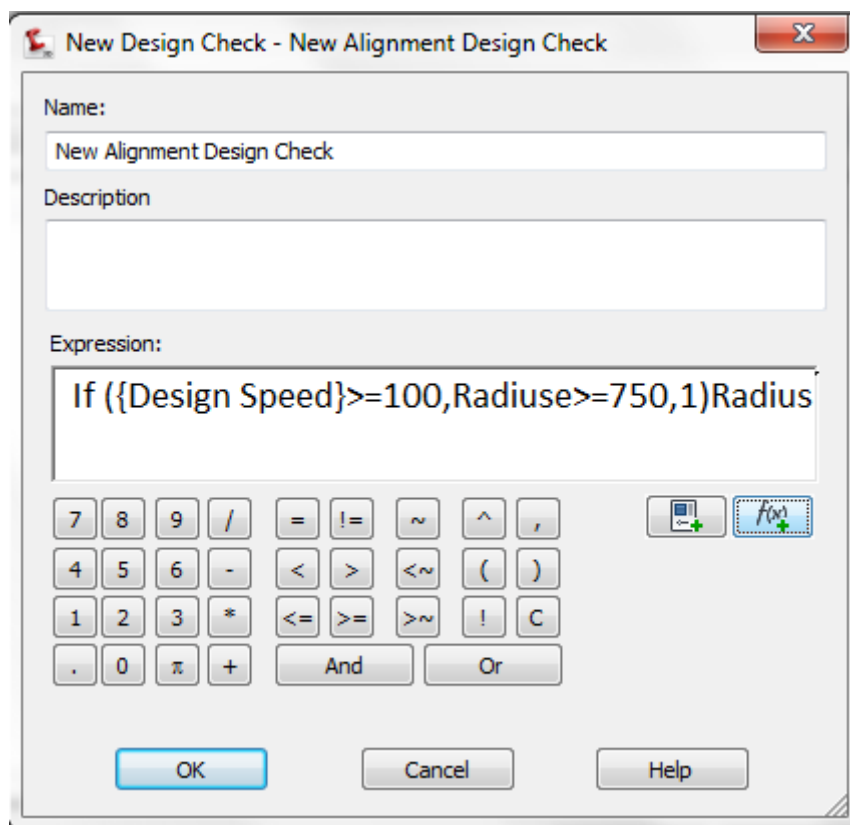 New Design Check - New Alignment Design Check
Name:
New Alignment Design Check
Description
Expression:
If ({Design Speed}>=100,Radiuse>=750,1)Radius
7 8 9 / = != ~ ^ , f(x)
4 5 6 - < > <~ ( )
1 2 3 * <= >= >~ ! C
. 0 π + And Or
OK Cancel Help